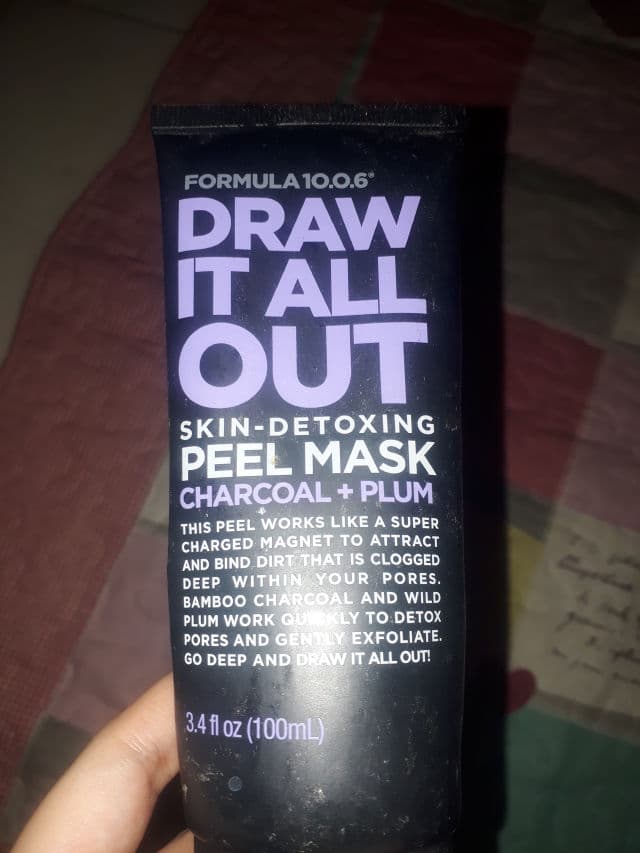 FORMULA 10.0.6®
DRAW
IT ALL
OUT
SKIN-DETOXING
PEEL MASK
CHARCOAL + PLUM
THIS PEEL WORKS LIKE A SUPER
CHARGED MAGNET TO ATTRACT
AND BIND DIRT THAT IS CLOGGED
DEEP WITHIN YOUR PORES.
BAMBOO CHARCOAL AND WILD
PLUM WORK QUICKLY TO DETOX
PORES AND GENTLY EXFOLIATE.
GO DEEP AND DRAW IT ALL OUT!
3.4 fl oz (100mL)